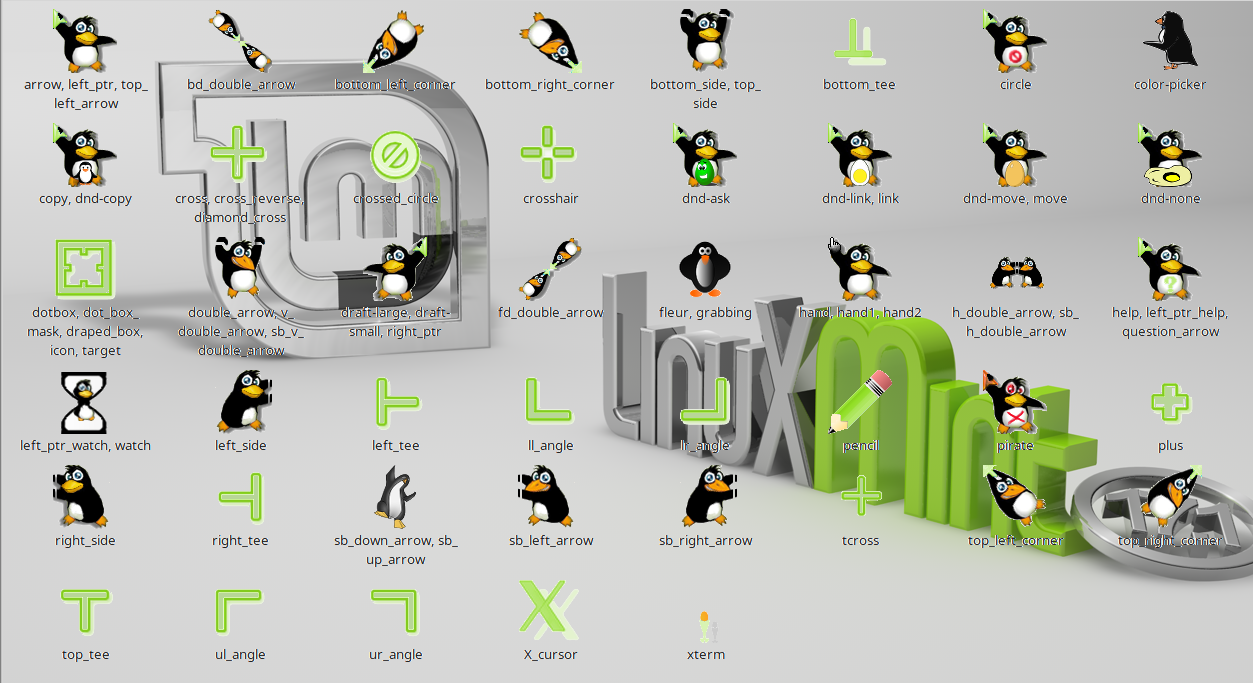 arrow, left_ptr, top_
left_arrow
bd_double_arrow
bottom_left_corner
bottom_right_corner
bottom_side, top_
side
bottom_tee
circle
color-picker
copy, dnd-copy
cross, cross_reverse,
diamond_cross
crossed_circle
crosshair
dnd-ask
dnd-link, link
dnd-move, move
dnd-none
dotbox, dot_box_
mask, draped_box,
icon, target
double_arrow, v_
double_arrow, sb_v_
double_arrow
draft-large, draft-
small, right_ptr
fd_double_arrow
fleur, grabbing
hand, hand1, hand2
h_double_arrow, sb_
h_double_arrow
help, left_ptr_help,
question_arrow
linuxmint
left_ptr_watch, watch
left_side
left_tee
ll_angle
lr_angle
pencil
pirate
plus
right_side
right_tee
sb_down_arrow, sb_
up_arrow
sb_left_arrow
sb_right_arrow
tcross
top_left_corner
top_right_corner
top_tee
ul_angle
ur_angle
X_cursor
xterm